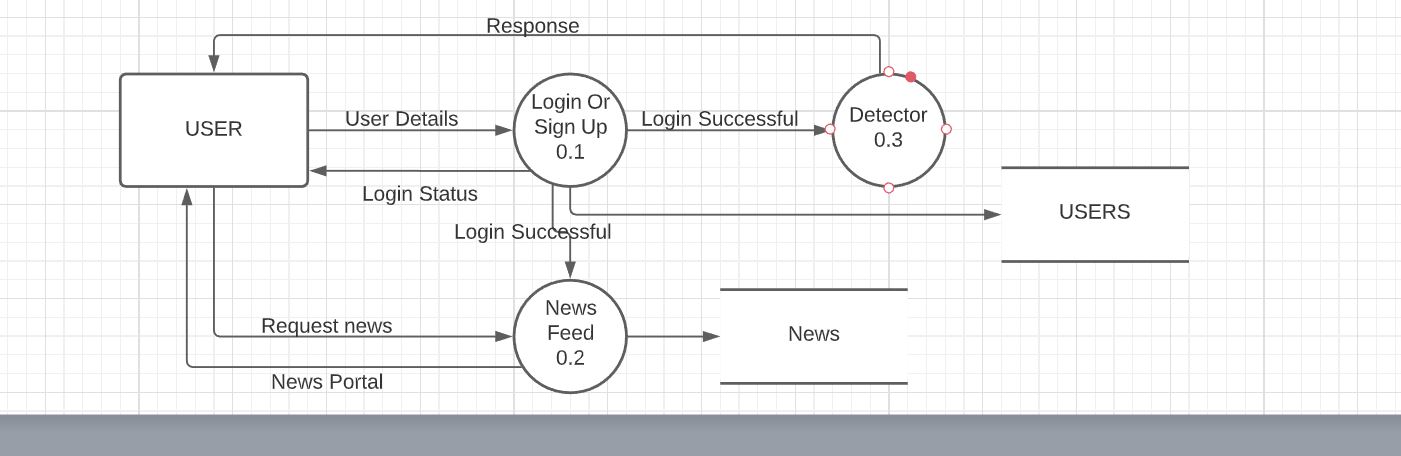 Response
USER
User Details
Login Or
Sign Up
0.1
Login Successful
Detector
0.3
Login Status
USERS
Login Successful
News
Feed
0.2
Request news
News
News Portal